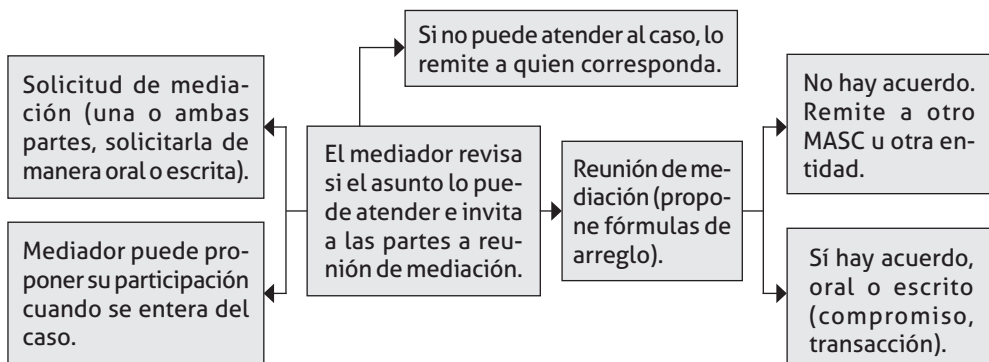 Solicitud de media-
ción (una o ambas
partes, solicitarla de
manera oral o escrita).
Mediador puede pro-
poner su participación
cuando se entera del
caso.
Si no puede atender al caso, lo
remite a quien corresponda.
El mediador revisa
si el asunto lo pue-
de atender e invita
a las partes a reu-
nión de mediación.
Reunión de me-
diación (propo-
ne fórmulas de
arreglo).
No hay acuerdo.
Remite a otro
MASC u otra en-
tidad.
Sí hay acuerdo,
oral o escrito
(compromiso,
transacción).